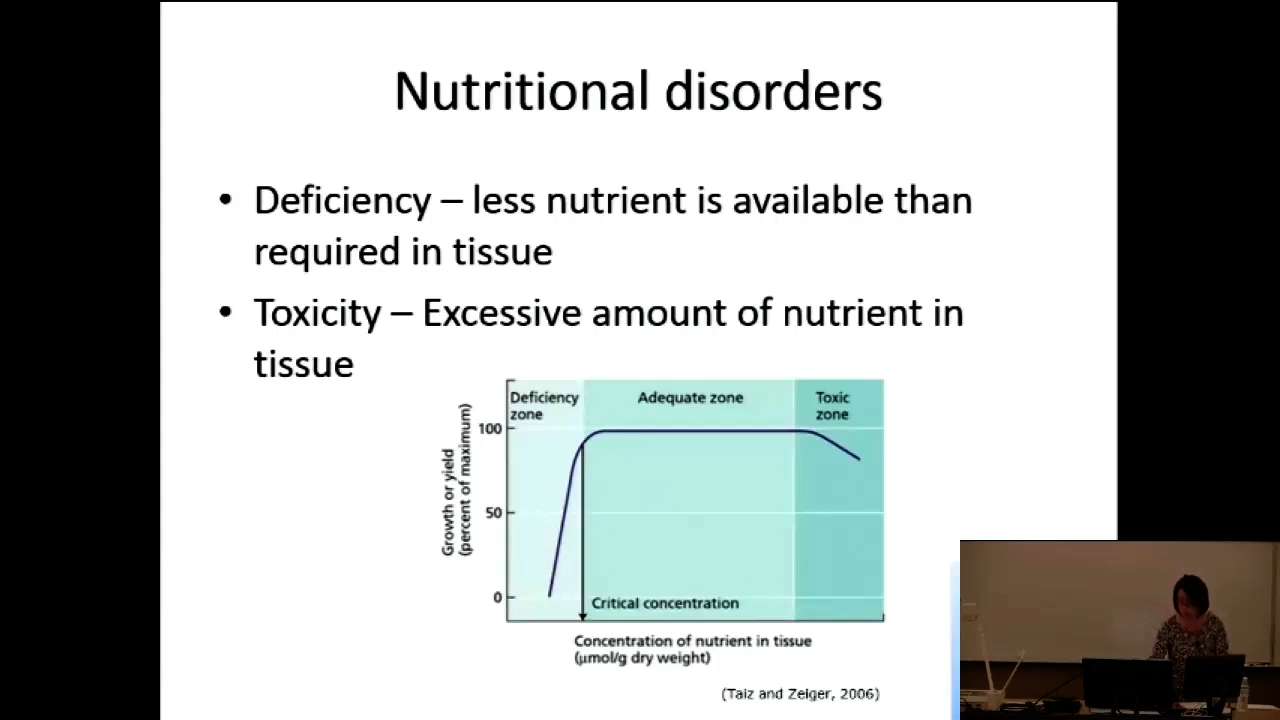 Nutritional disorders
• Deficiency – less nutrient is available than
required in tissue
• Toxicity – Excessive amount of nutrient in
tissue
Deficiency
zone
Adequate zone
Toxic
zone
Growth or yield
(percent of maximum)
100
50
0
Critical concentration
Concentration of nutrient in tissue
(µmol/g dry weight)
(Taiz and Zeiger, 2006)